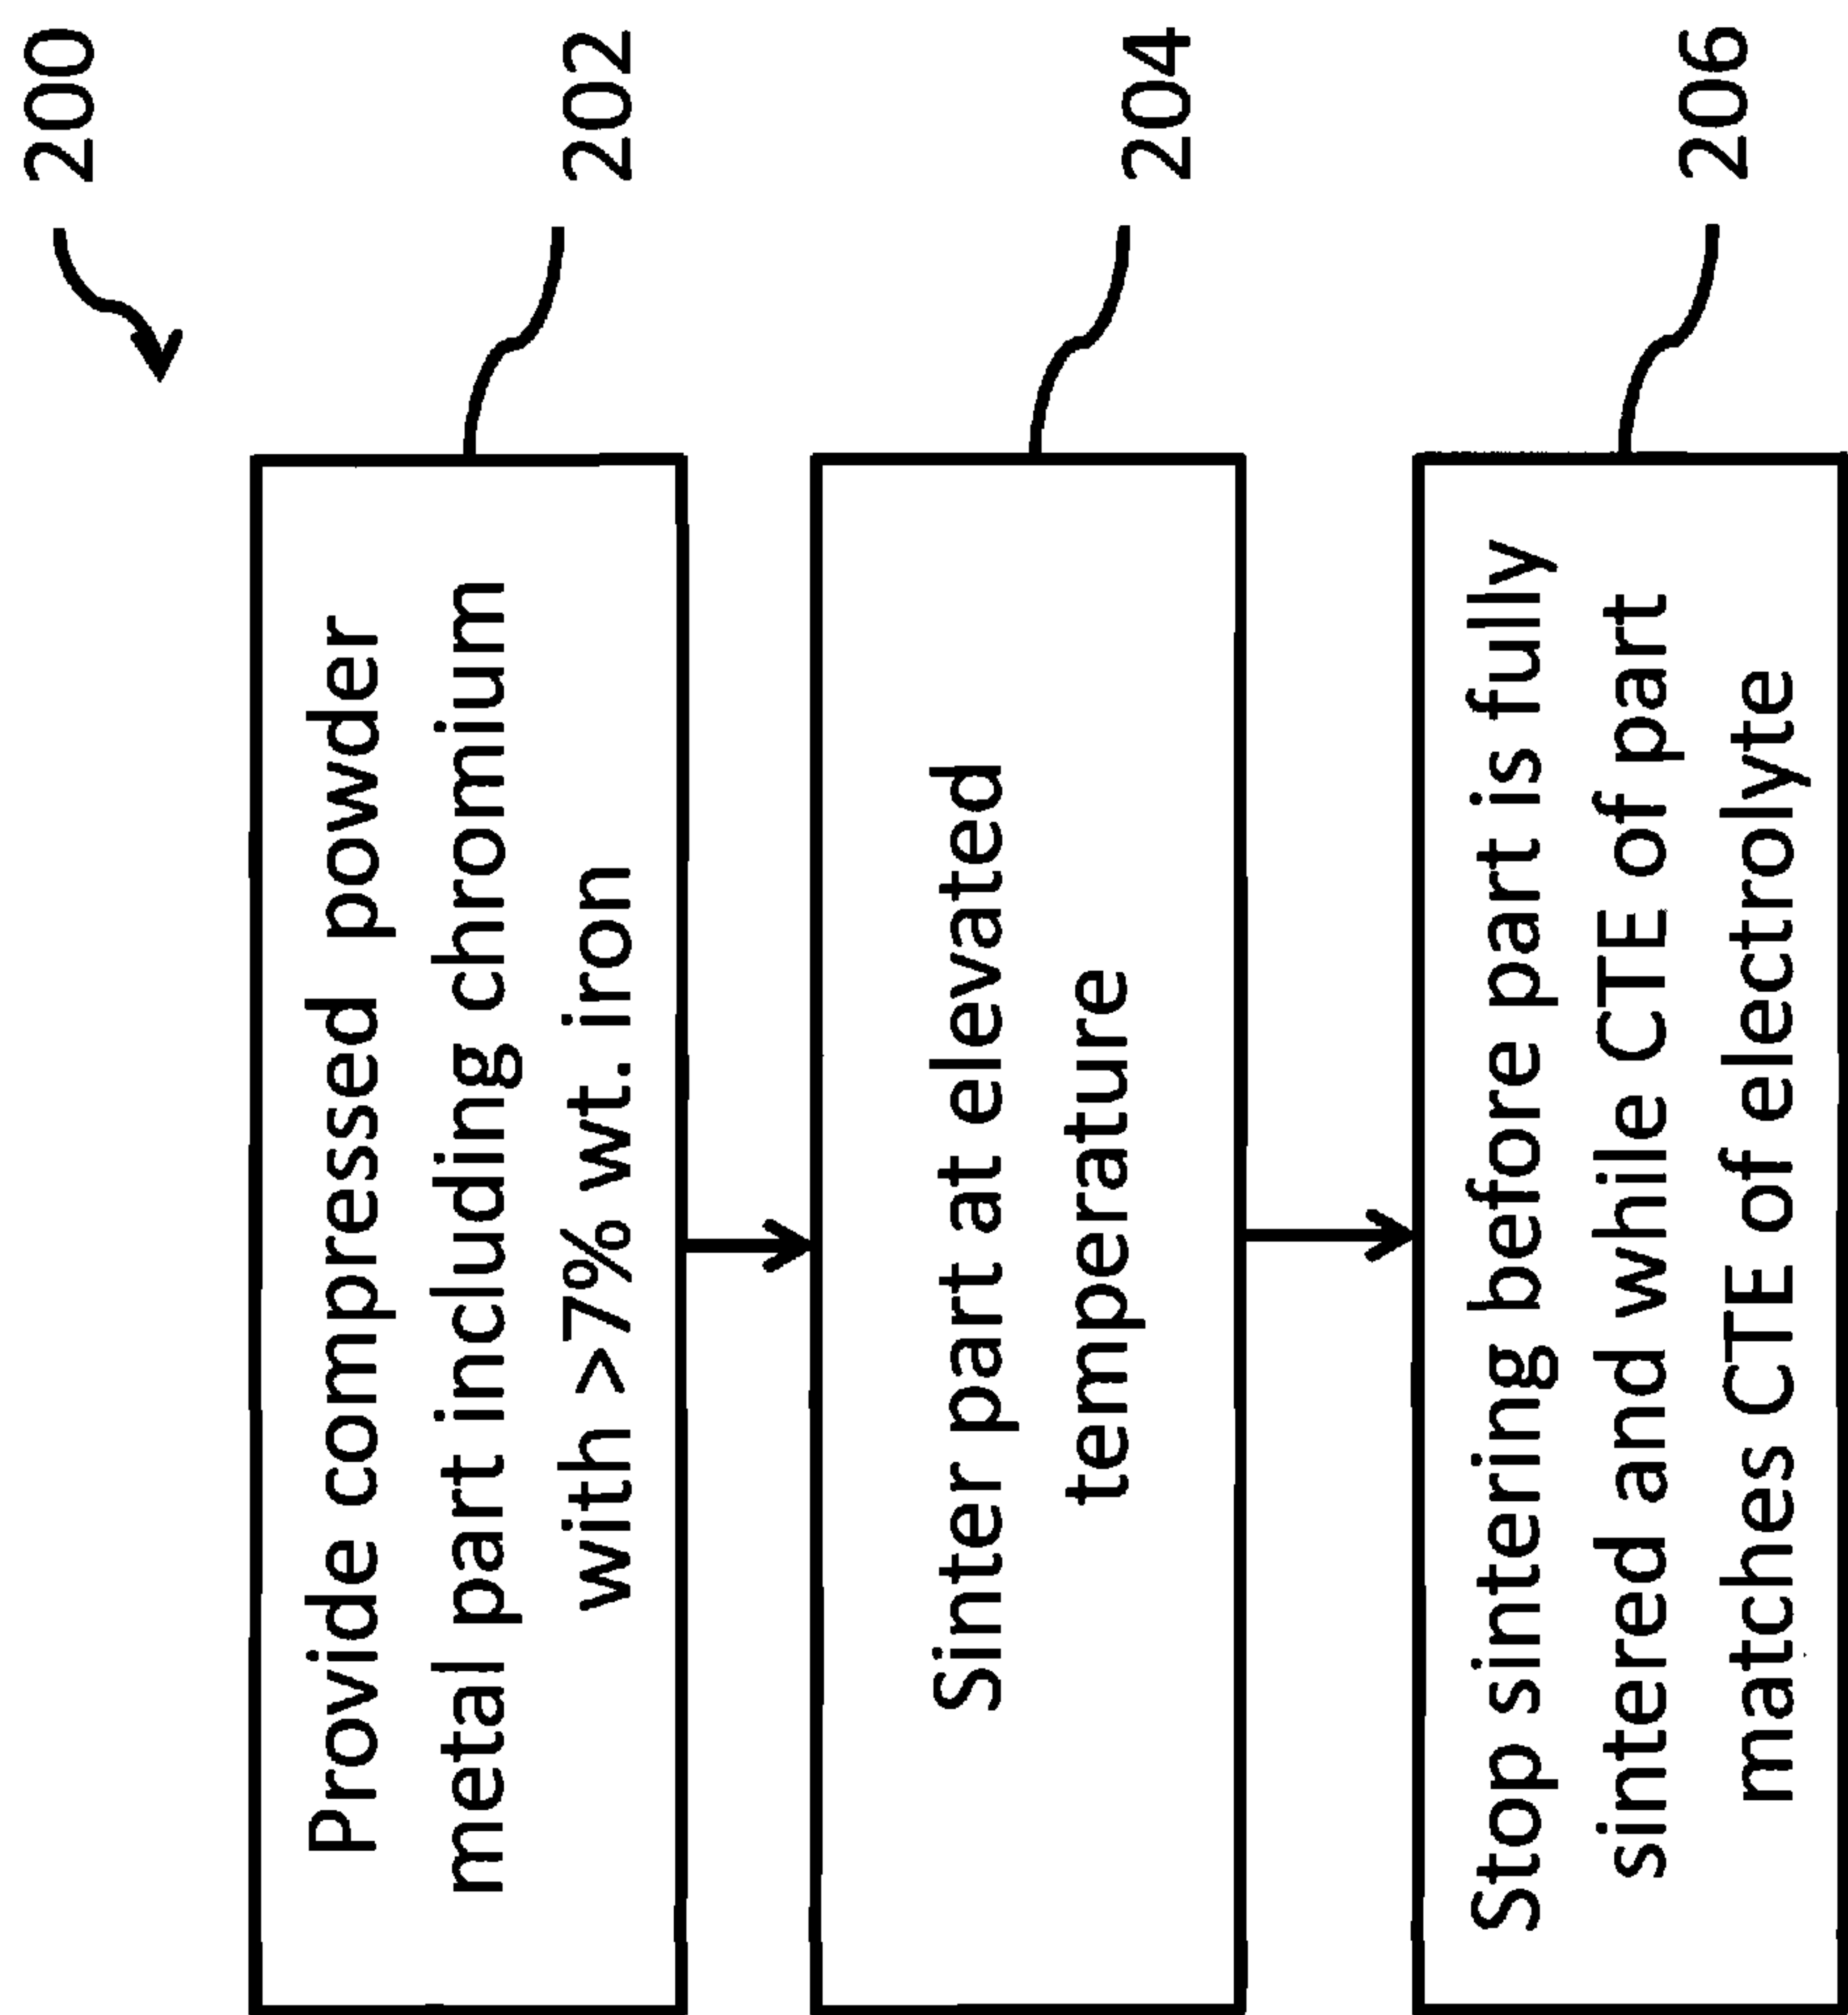 200
Provide compressed powder
metal part including chromium
with >7% wt. iron
202
Sinter part at elevated
temperature
204
Stop sintering before part is fully
sintered and while CTE of part
matches CTE of electrolyte
206